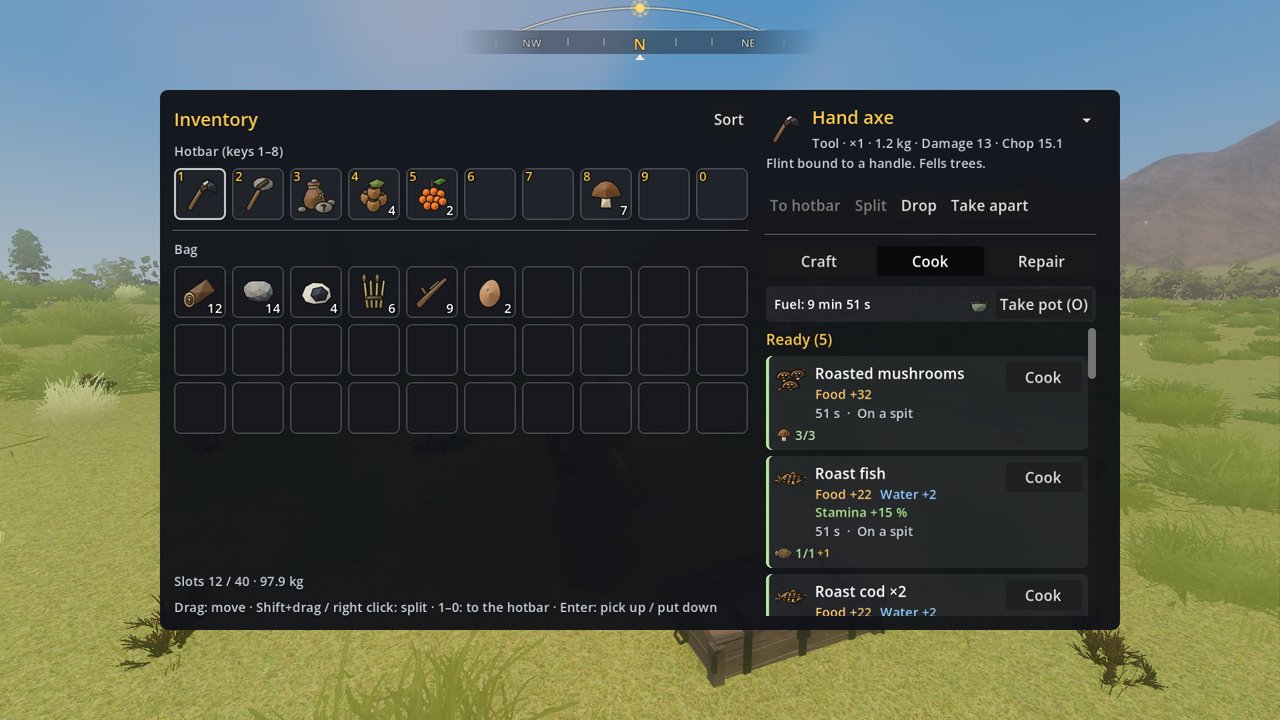 NW N NE
Inventory
Sort
Hotbar (keys 1–8)
1 2 3 4 5 6 7 8 9 0
4 2 7
Bag
12 14 4 6 9 2
Slots 12 / 40 · 97.9 kg
Drag: move · Shift+drag / right click: split · 1–0: to the hotbar · Enter: pick up / put down
Hand axe
Tool · ×1 · 1.2 kg · Damage 13 · Chop 15.1
Flint bound to a handle. Fells trees.
To hotbar Split Drop Take apart
Craft Cook Repair
Fuel: 9 min 51 s
Take pot (O)
Ready (5)
Roasted mushrooms
Cook
Food +32
51 s · On a spit
3/3
Roast fish
Cook
Food +22 Water +2
Stamina +15 %
51 s · On a spit
1/1 +1
Roast cod ×2
Cook
Food +22 Water +2